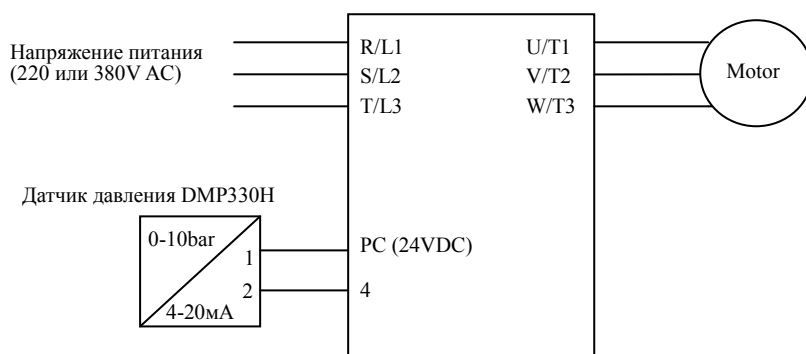 Напряжение питания
(220 или 380V AC)
R/L1
S/L2
T/L3
U/T1
V/T2
W/T3
Motor
Датчик давления DMP330H
0-10bar
1
2
4-20мА
PC (24VDC)
4